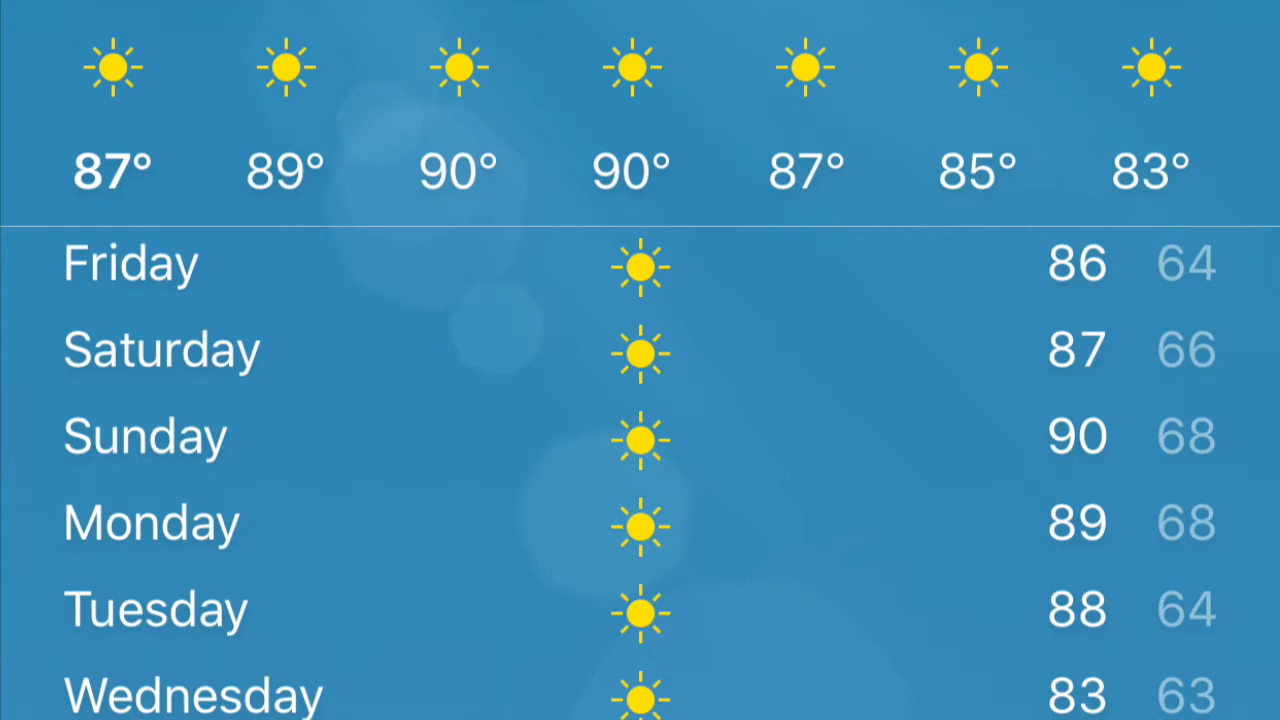 87° 89° 90° 90° 87° 85° 83°
Friday 86 64
Saturday 87 66
Sunday 90 68
Monday 89 68
Tuesday 88 64
Wednesday 83 63